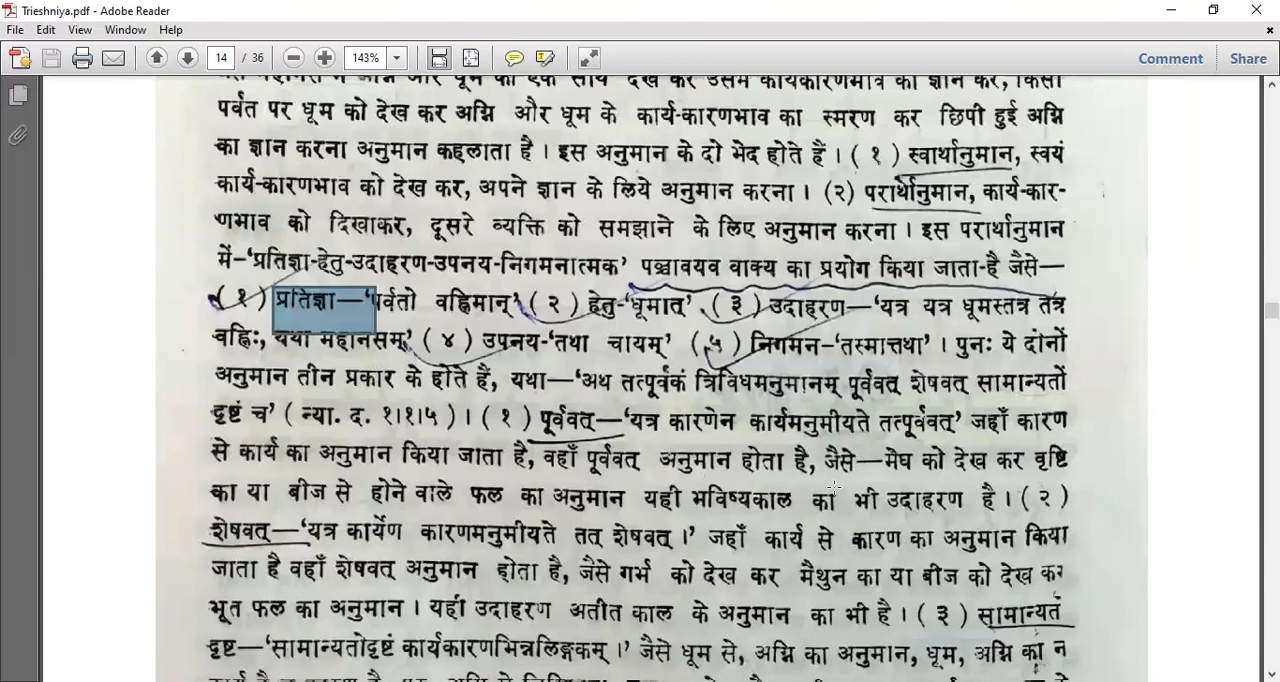 Trieshniya.pdf - Adobe Reader
File Edit View Window Help
14 / 36 143% Comment Share
पर्वत पर धूम को देख कर अग्नि और धूम के कार्य-कारणभाव का स्मरण कर छिपी हुई अग्नि
का ज्ञान करना अनुमान कहलाता है । इस अनुमान के दो भेद होते हैं । ( १ ) स्वार्थानुमान, स्वयं
कार्य-कारणभाव को देख कर, अपने ज्ञान के लिये अनुमान करना । (२) परार्थानुमान, कार्य-कार-
णभाव को दिखाकर, दूसरे व्यक्ति को समझाने के लिए अनुमान करना । इस परार्थानुमान
में-‘प्रतिज्ञा-हेतु-उदाहरण-उपनय-निगमनात्मक’ पञ्चावयव वाक्य का प्रयोग किया जाता-है जैसे—
( १ ) प्रतिज्ञा—‘पर्वतो वह्निमान्’ ( २ ) हेतु-‘धूमात्’ ( ३ ) उदाहरण—‘यत्र यत्र धूमस्तत्र तत्र
वह्निः, यथा महानसम्’ ( ४ ) उपनय-‘तथा चायम्’ ( ५ ) निगमन-‘तस्मात्तथा’ । पुनः ये दोनों
अनुमान तीन प्रकार के होते हैं, यथा—‘अथ तत्पूर्वकं त्रिविधमनुमानम् पूर्ववत् शेषवत् सामान्यतों
दृष्टं च’ ( न्या. द. १।१।५ ) । ( १ ) पूर्ववत्—‘यत्र कारणेन कार्यमनुमीयते तत्पूर्ववत्’ जहाँ कारण
से कार्य का अनुमान किया जाता है, वहाँ पूर्ववत् अनुमान होता है, जैसे—मेघ को देख कर वृष्टि
का या बीज से होने वाले फल का अनुमान यही भविष्यकाल का भी उदाहरण है । ( २ )
शेषवत्—‘यत्र कार्येण कारणमनुमीयते तत् शेषवत् ।’ जहाँ कार्य से कारण का अनुमान किया
जाता है वहाँ शेषवत् अनुमान होता है, जैसे गर्भ को देख कर मैथुन का या बीज को देख कर
भूत फल का अनुमान । यही उदाहरण अतीत काल के अनुमान का भी है । ( ३ ) सामान्यतं
दृष्ट—‘सामान्यतोदृष्टं कार्यकारणभिन्नलिङ्गकम् ।’ जैसे धूम से, अग्नि का अनुमान, धूम, अग्नि का न